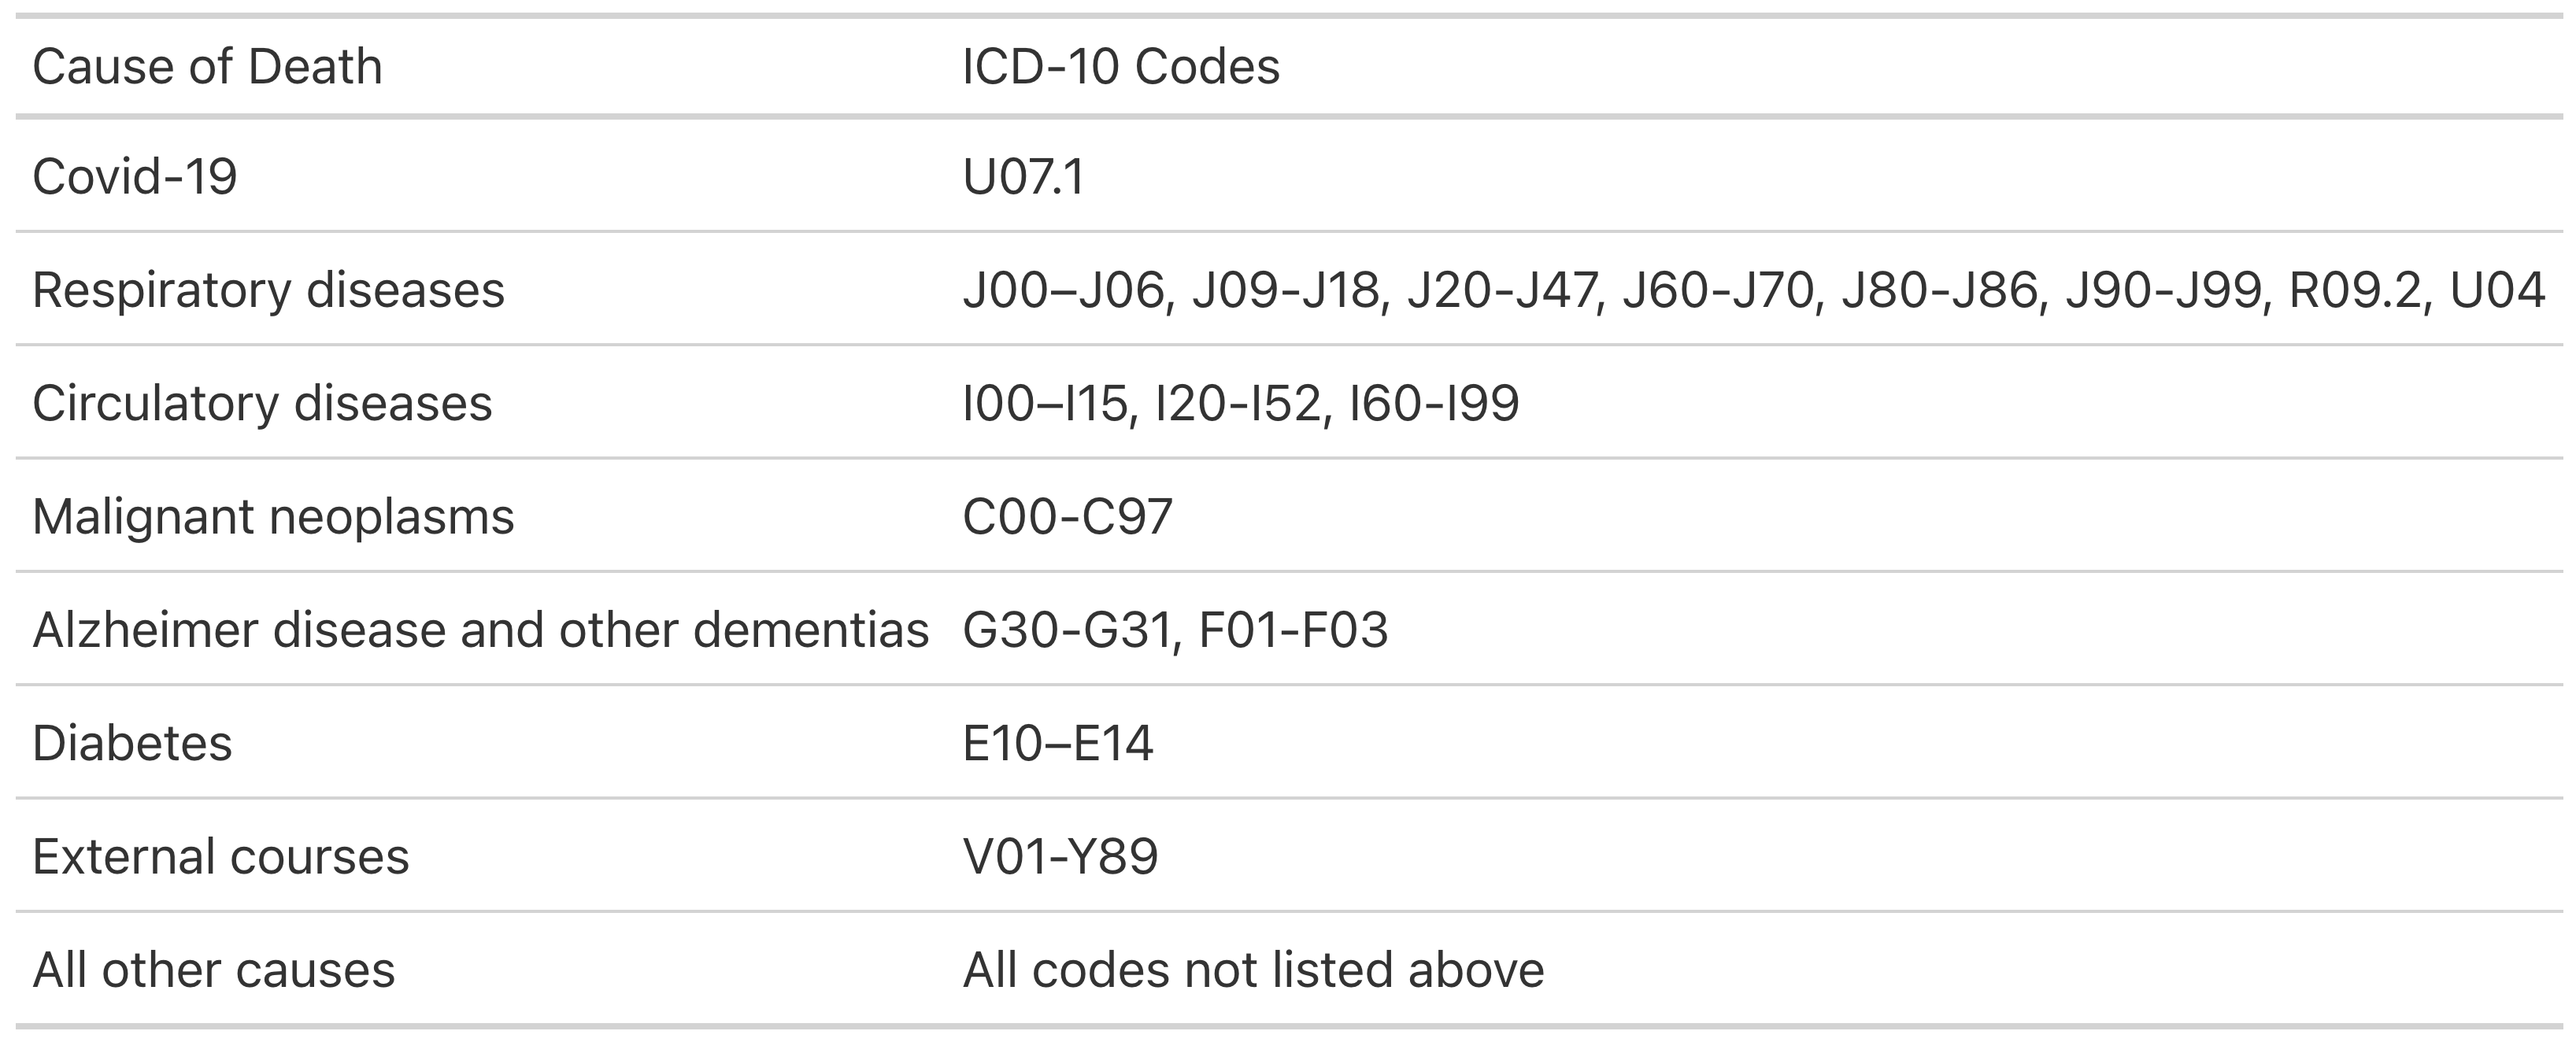 Cause of Death ICD-10 Codes
Covid-19 U07.1
Respiratory diseases J00–J06, J09-J18, J20-J47, J60-J70, J80-J86, J90-J99, R09.2, U04
Circulatory diseases I00–I15, I20-I52, I60-I99
Malignant neoplasms C00-C97
Alzheimer disease and other dementias G30-G31, F01-F03
Diabetes E10–E14
External courses V01-Y89
All other causes All codes not listed above